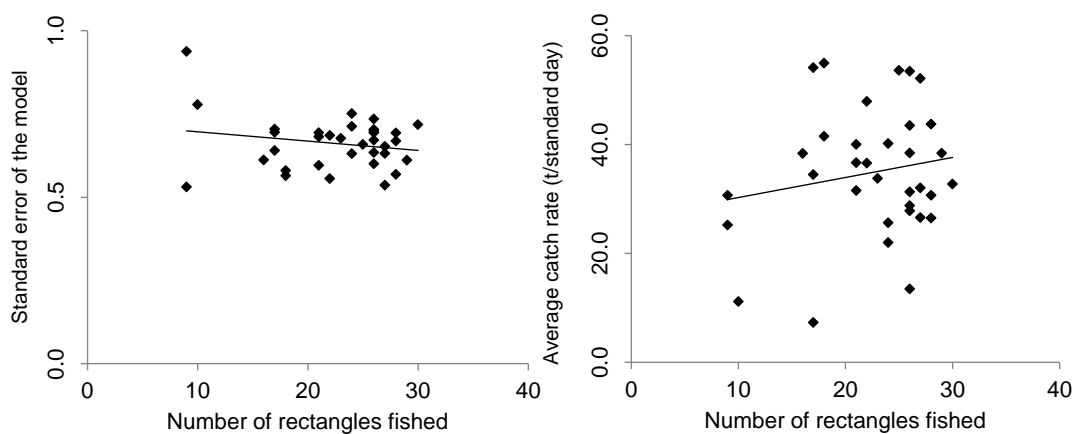 Standard error of the model
1.0
0.5
0.0
0 10 20 30 40
Number of rectangles fished
Average catch rate (t/standard day)
60.0
40.0
20.0
0.0
0 10 20 30 40
Number of rectangles fished